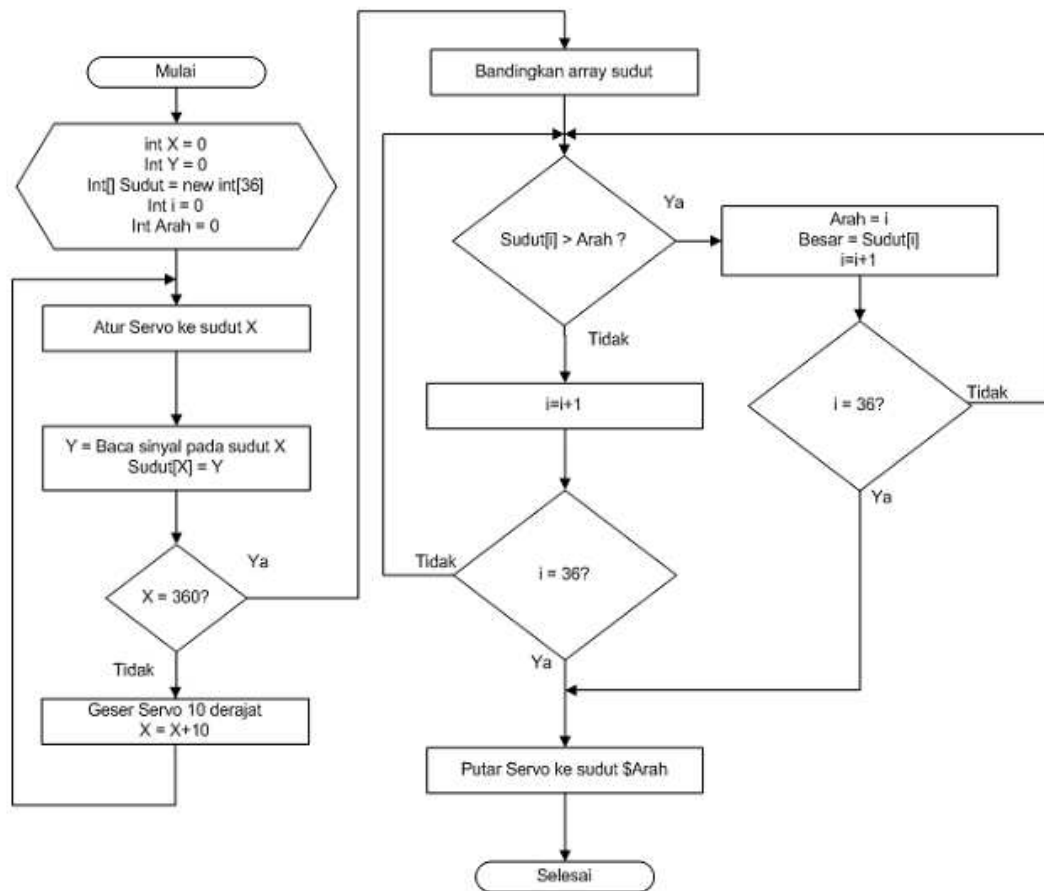 Mulai
int X = 0
Int Y = 0
Int[] Sudut = new int[36]
Int i = 0
Int Arah = 0
Atur Servo ke sudut X
Y = Baca sinyal pada sudut X
Sudut[X] = Y
X = 360?
Ya
Tidak
Geser Servo 10 derajat
X = X+10
Bandingkan array sudut
Sudut[i] > Arah ?
Ya
Tidak
Arah = i
Besar = Sudut[i]
i=i+1
i = 36?
Tidak
Ya
i=i+1
i = 36?
Tidak
Ya
Putar Servo ke sudut $Arah
Selesai